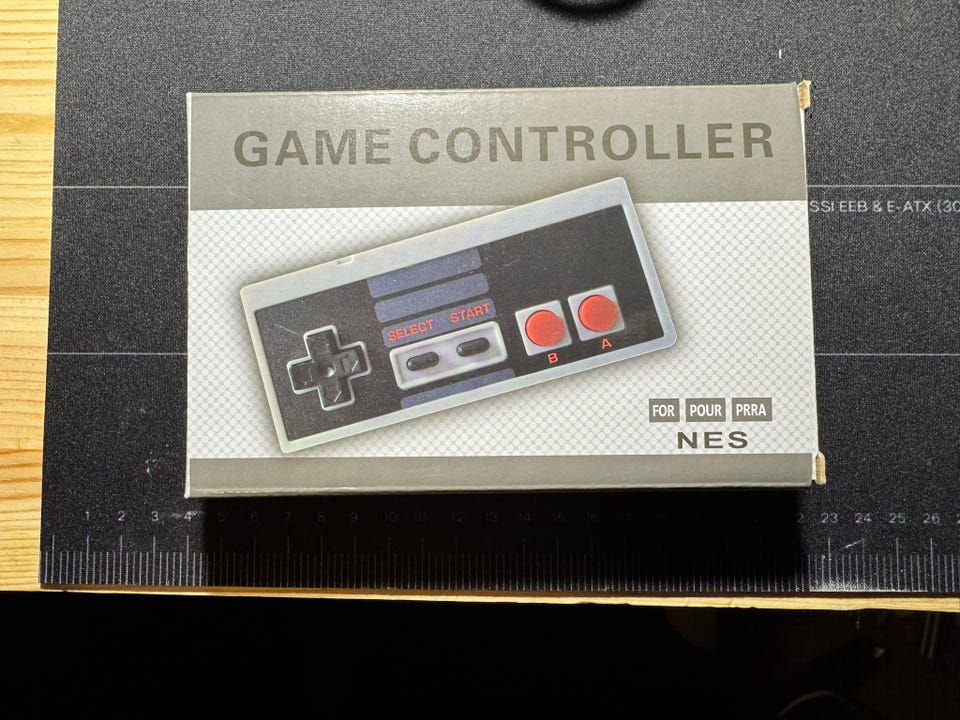 GAME CONTROLLER
SSI EEB & E-ATX (30
SELECT START
B A
FOR POUR PRRA
NES
1 2 3 4 5 6 7 8 9 10 11 12 13 14 15 16 17 23 24 25 26